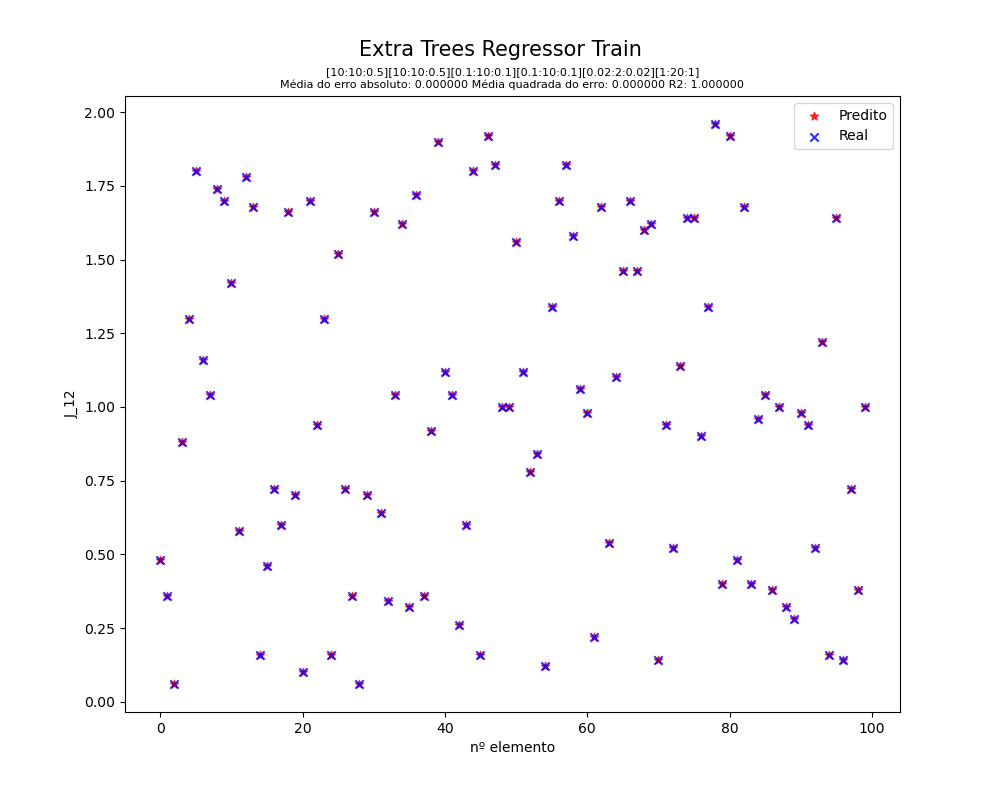 Extra Trees Regressor Train
[10:10:0.5][10:10:0.5][0.1:10:0.1][0.1:10:0.1][0.02:2:0.02][1:20:1]
Média do erro absoluto: 0.000000 Média quadrada do erro: 0.000000 R2: 1.000000
Predito
Real
2.00
1.75
1.50
1.25
1.00
0.75
0.50
0.25
0.00
J_12
0 20 40 60 80 100
nº elemento